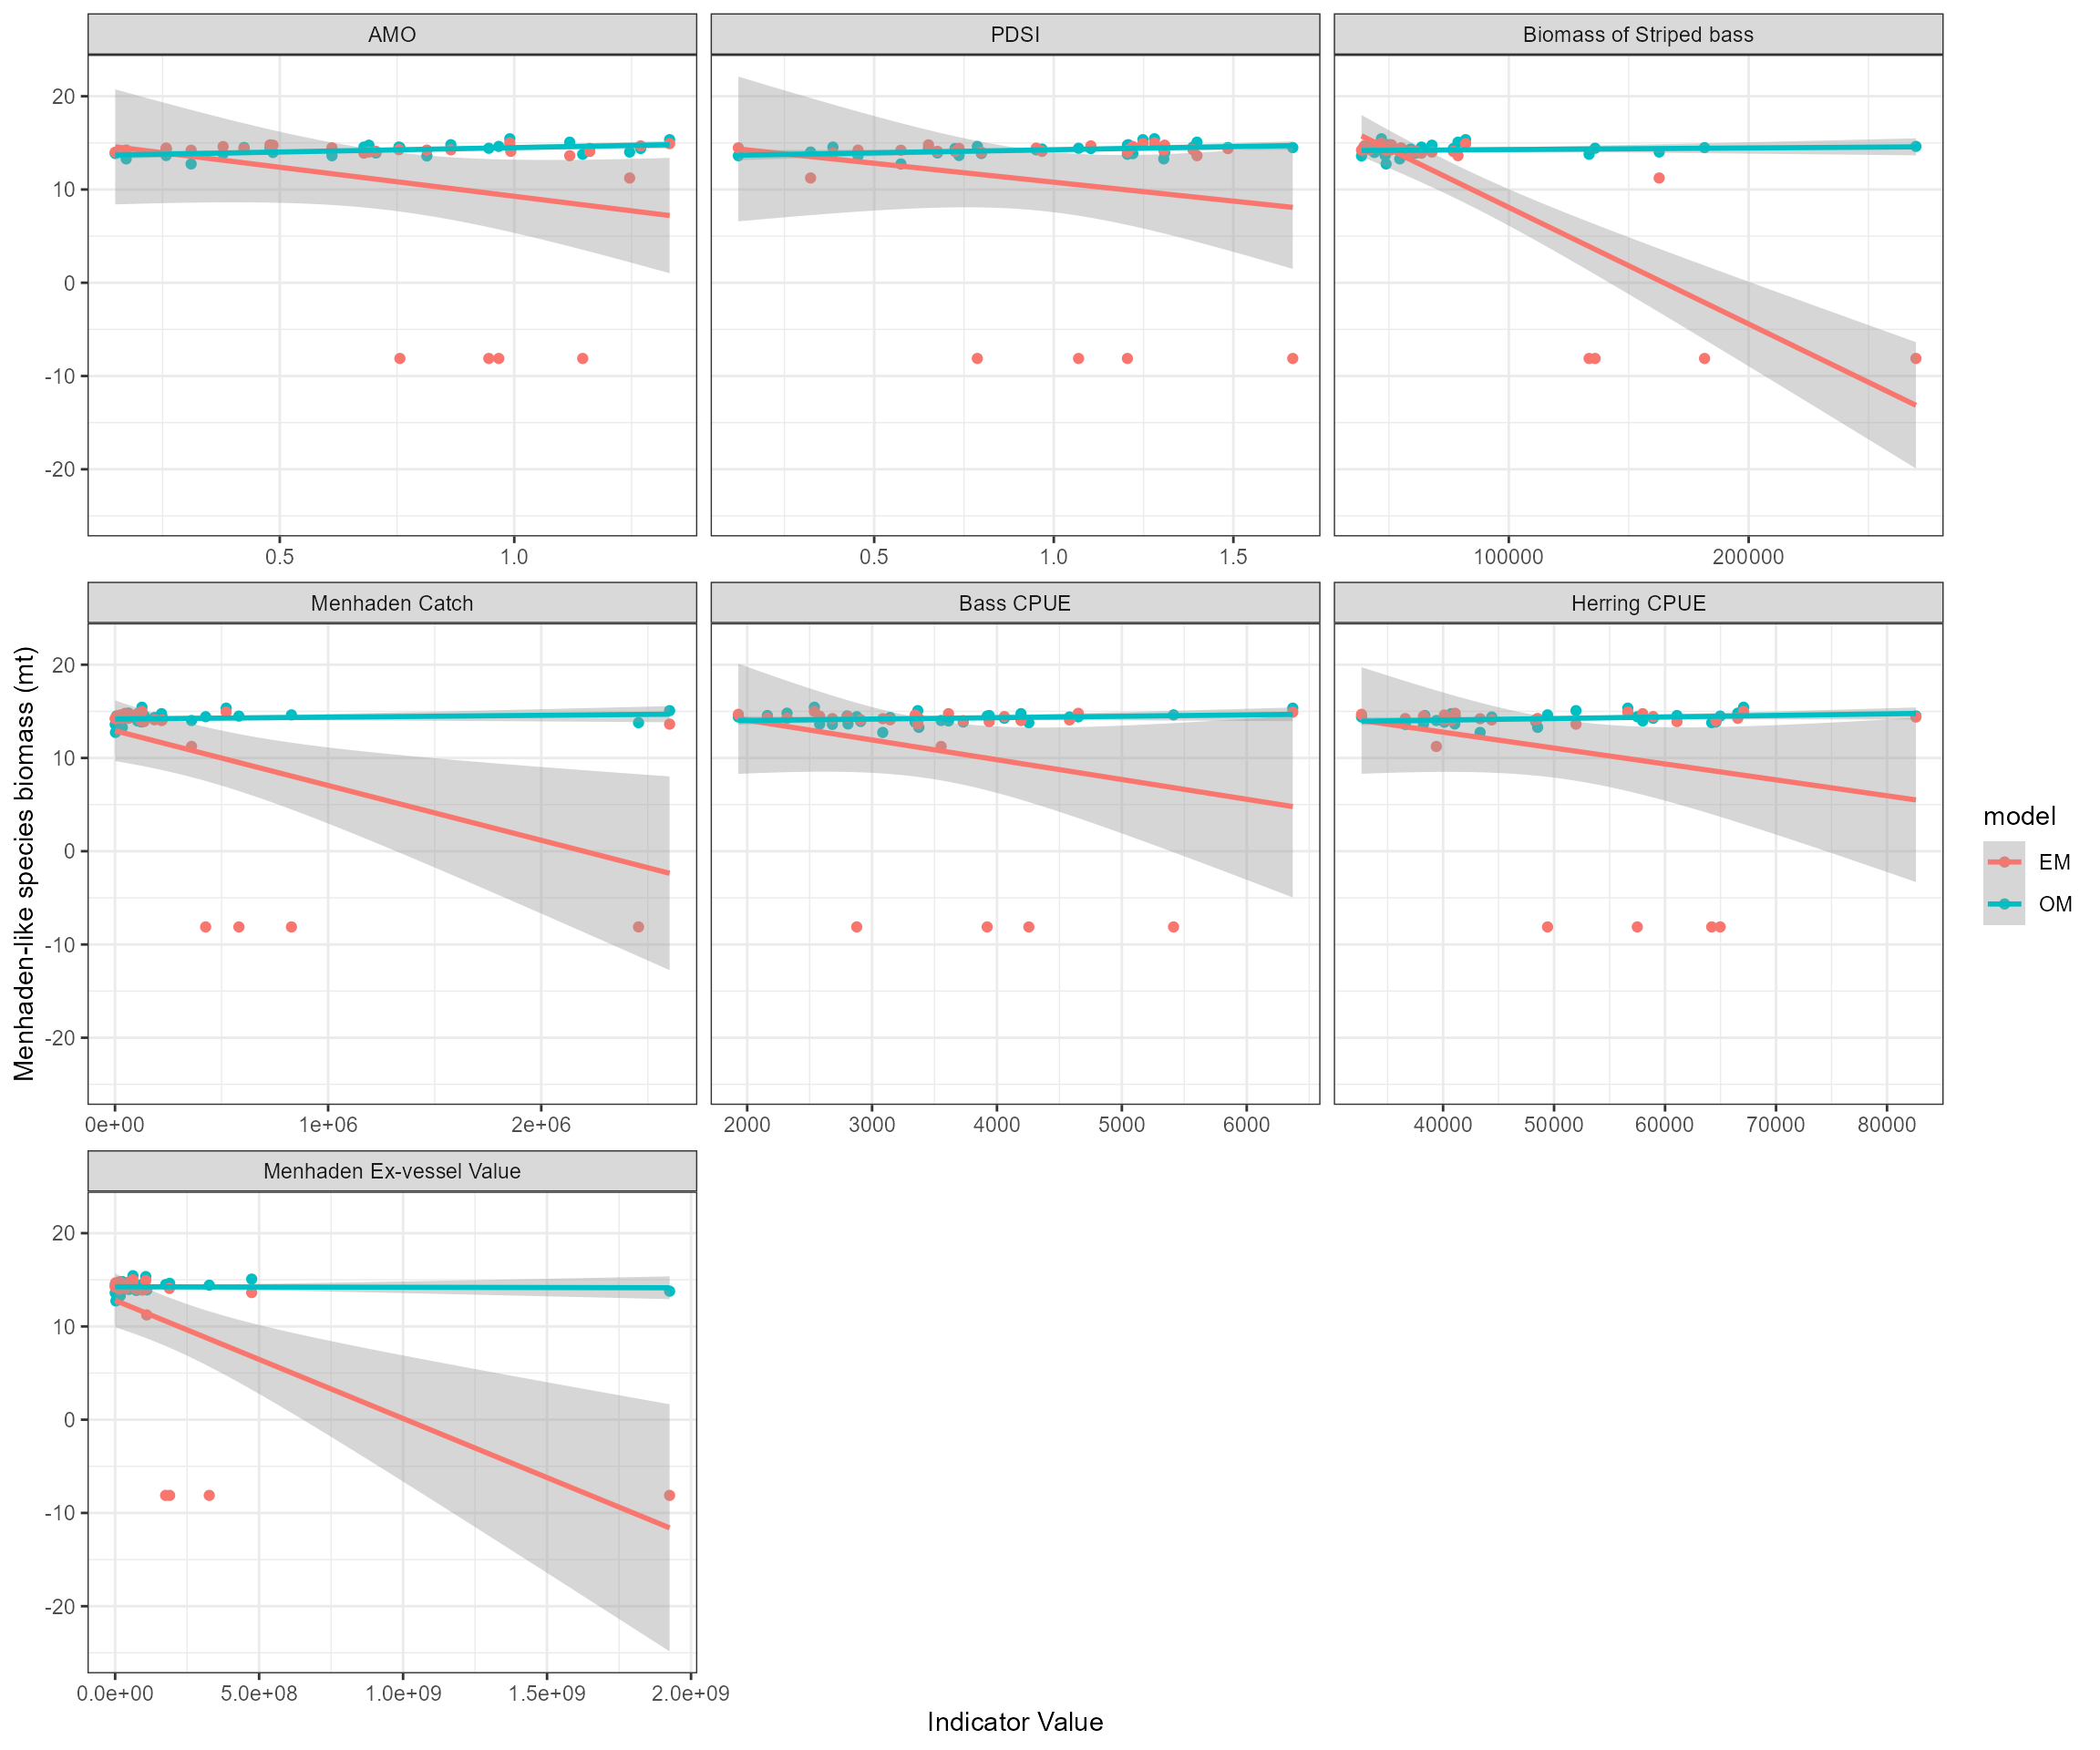 AMO PDSI Biomass of Striped bass
20
10
0
-10
-20
0.5 1.0 0.5 1.0 1.5 100000 200000
Menhaden Catch Bass CPUE Herring CPUE
20
10
0
-10
-20
0e+00 1e+06 2e+06 2000 3000 4000 5000 6000 40000 50000 60000 70000 80000
Menhaden Ex-vessel Value
20
10
0
-10
-20
0.0e+00 5.0e+08 1.0e+09 1.5e+09 2.0e+09
Indicator Value
Menhaden-like species biomass (mt)
model
EM
OM